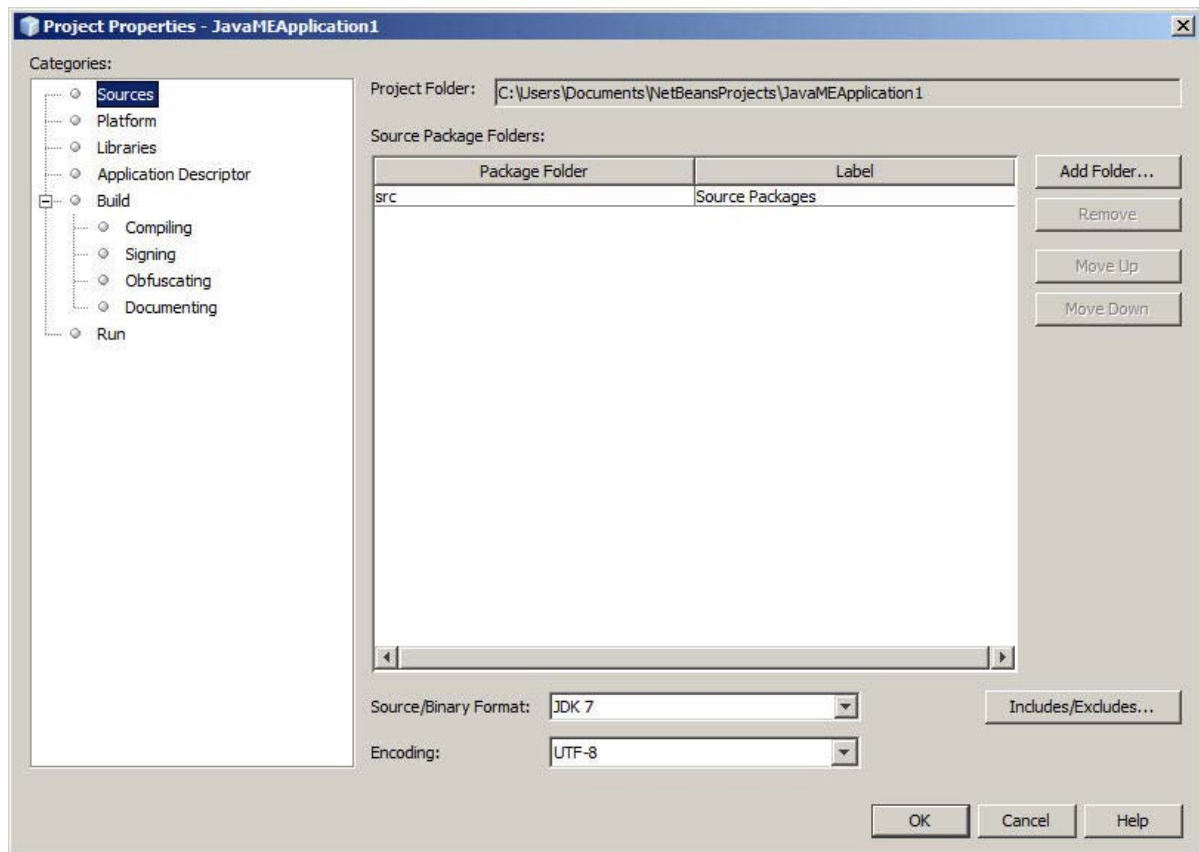 Project Properties - JavaMEApplication1
Categories:
Sources
Platform
Libraries
Application Descriptor
Build
Compiling
Signing
Obfuscating
Documenting
Run
Project Folder: C:\Users\Documents\NetBeansProjects\JavaMEApplication1
Source Package Folders:
Package Folder Label
src Source Packages
Add Folder...
Remove
Move Up
Move Down
Source/Binary Format: JDK 7
Includes/Excludes...
Encoding: UTF-8
OK Cancel Help